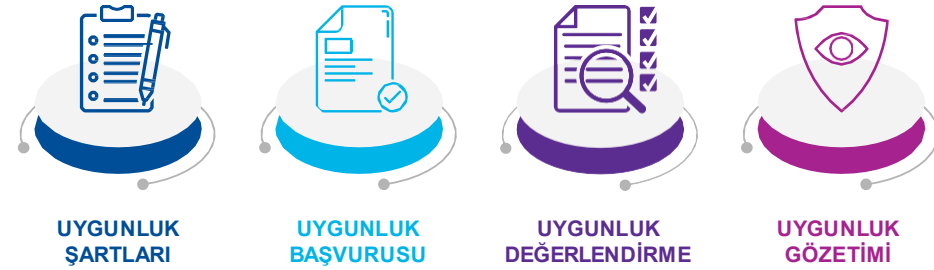 UYGUNLUK
ŞARTLARI
UYGUNLUK
BAŞVURUSU
UYGUNLUK
DEĞERLENDİRME
UYGUNLUK
GÖZETİMİ